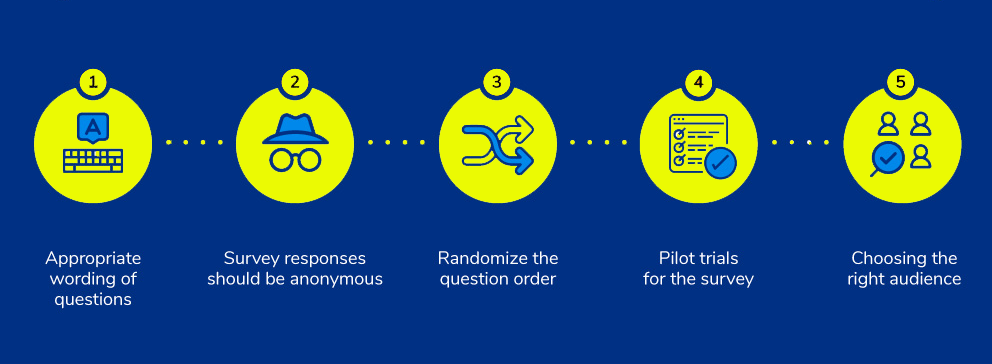 1
2
3
4
5
A
Appropriate
wording of
questions
Survey responses
should be anonymous
Randomize the
question order
Pilot trials
for the survey
Choosing the
right audience